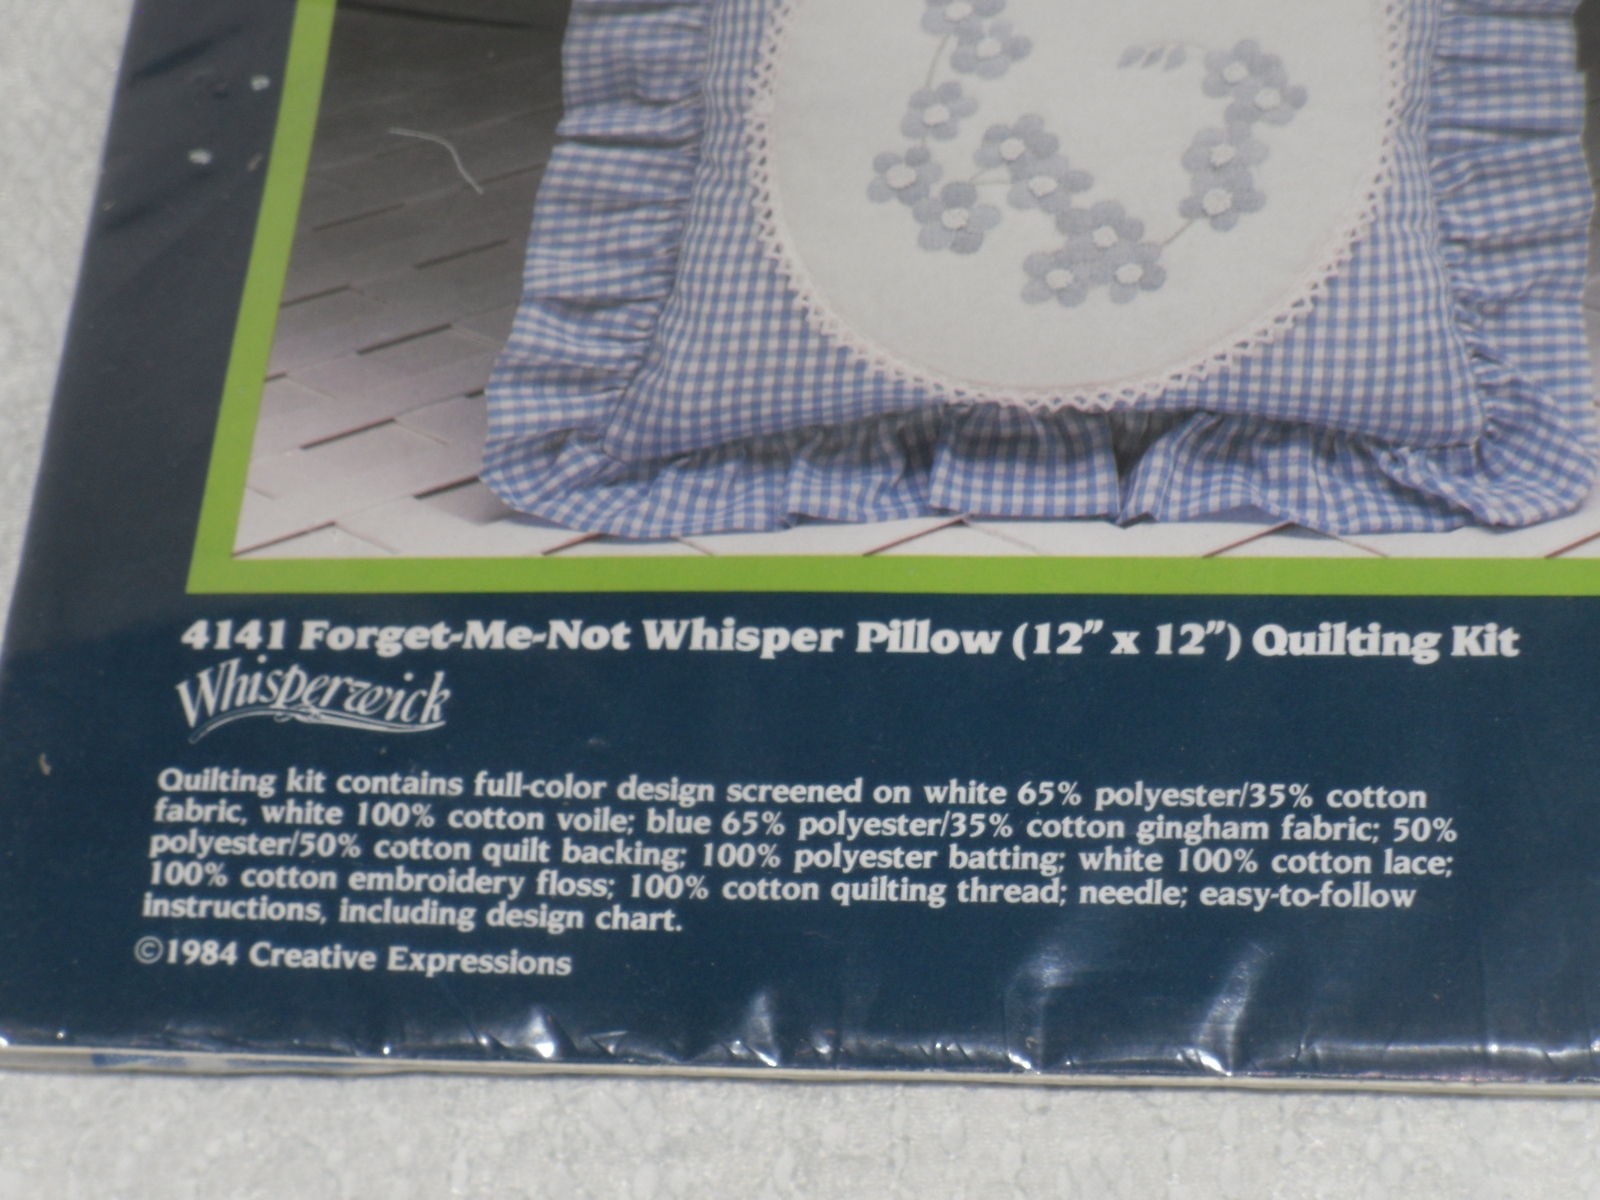 4141 Forget-Me-Not Whisper Pillow (12" x 12") Quilting Kit
Whisperwick
Quilting kit contains full-color design screened on white 65% polyester/35% cotton
fabric, white 100% cotton voile; blue 65% polyester/35% cotton gingham fabric; 50%
polyester/50% cotton quilt backing; 100% polyester batting; white 100% cotton lace;
100% cotton embroidery floss; 100% cotton quilting thread; needle; easy-to-follow
instructions, including design chart.
©1984 Creative Expressions